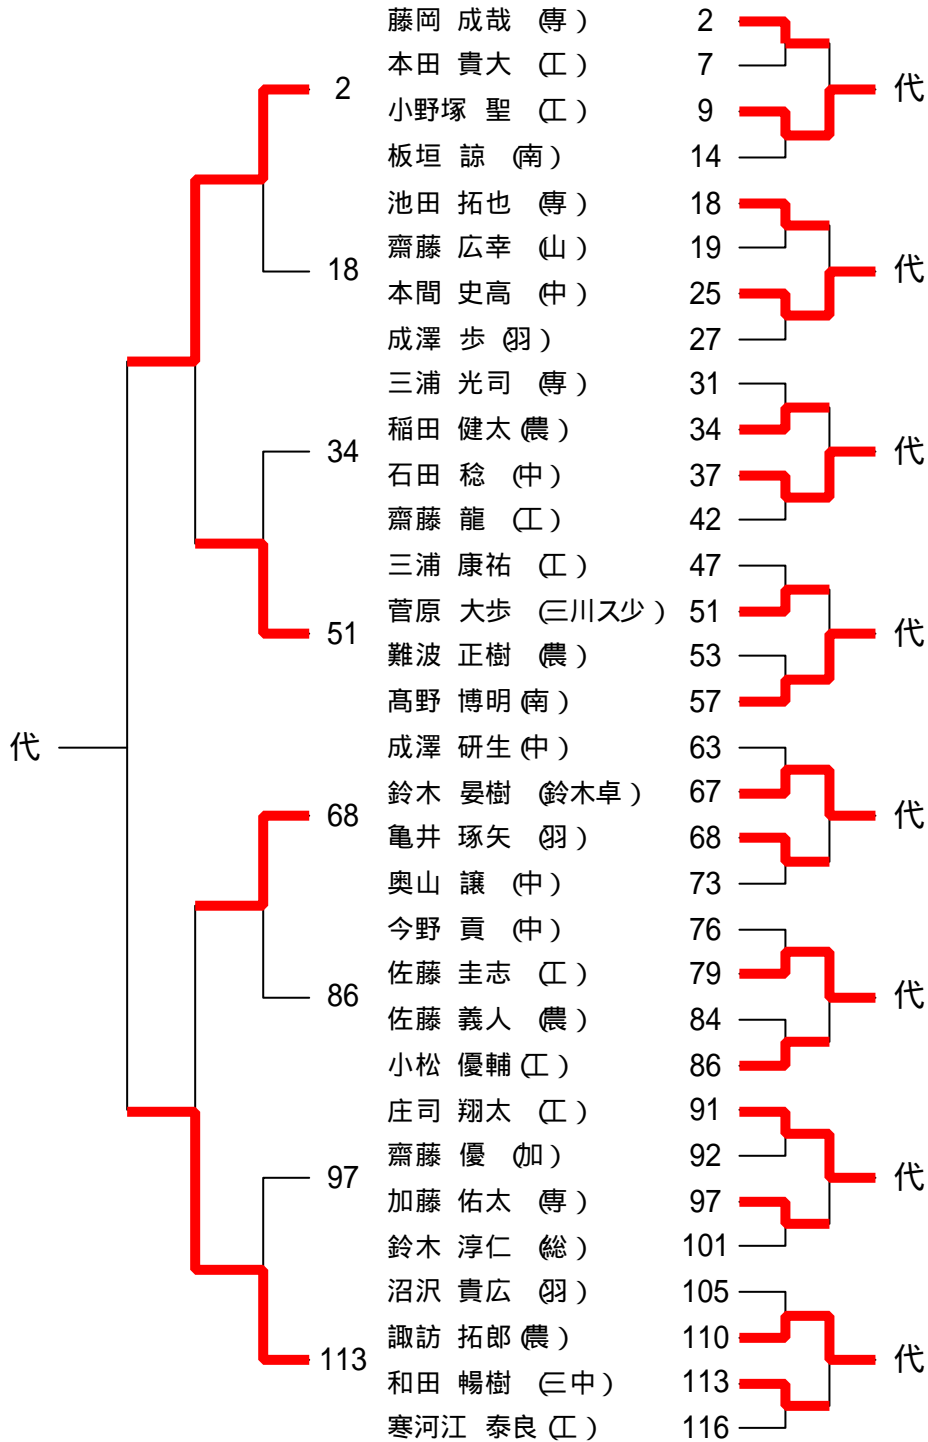 藤岡 成哉 (専) 2
本田 貴大 (工) 7
2
代
小野塚 聖 (工) 9
板垣 諒 (南) 14
池田 拓也 (専) 18
齋藤 広幸 (山) 19
18
代
本間 史高 (中) 25
成澤 歩 (羽) 27
三浦 光司 (専) 31
稲田 健太 (農) 34
34
代
石田 稔 (中) 37
齋藤 龍 (工) 42
三浦 康祐 (工) 47
菅原 大歩 (三川ス少) 51
51
代
難波 正樹 (農) 53
髙野 博明 (南) 57
代
成澤 研生 (中) 63
鈴木 晏樹 (鈴木卓) 67
68
代
亀井 琢矢 (羽) 68
奥山 譲 (中) 73
今野 貢 (中) 76
佐藤 圭志 (工) 79
86
代
佐藤 義人 (農) 84
小松 優輔 (工) 86
庄司 翔太 (工) 91
齋藤 優 (加) 92
97
代
加藤 佑太 (専) 97
鈴木 淳仁 (総) 101
沼沢 貴広 (羽) 105
諏訪 拓郎 (農) 110
113
代
和田 暢樹 (三中) 113
寒河江 泰良 (工) 116